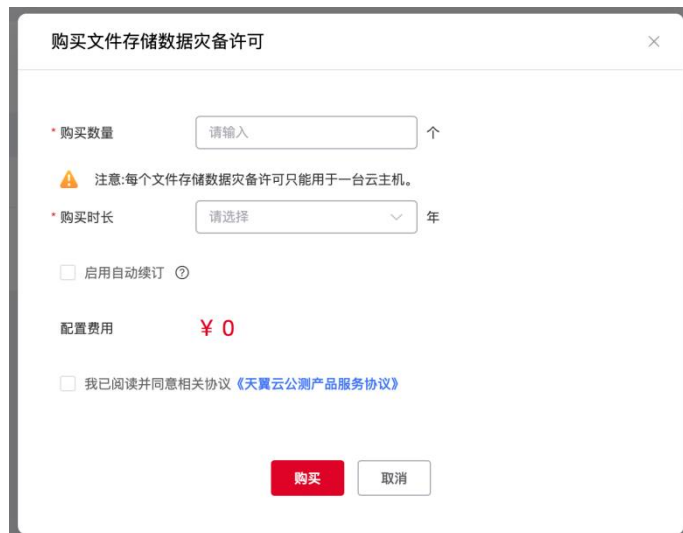 购买文件存储数据灾备许可
* 购买数量 请输入 个
注意:每个文件存储数据灾备许可只能用于一台云主机。
* 购买时长 请选择 年
启用自动续订
配置费用 ¥ 0
我已阅读并同意相关协议《天翼云公测产品服务协议》
购买 取消